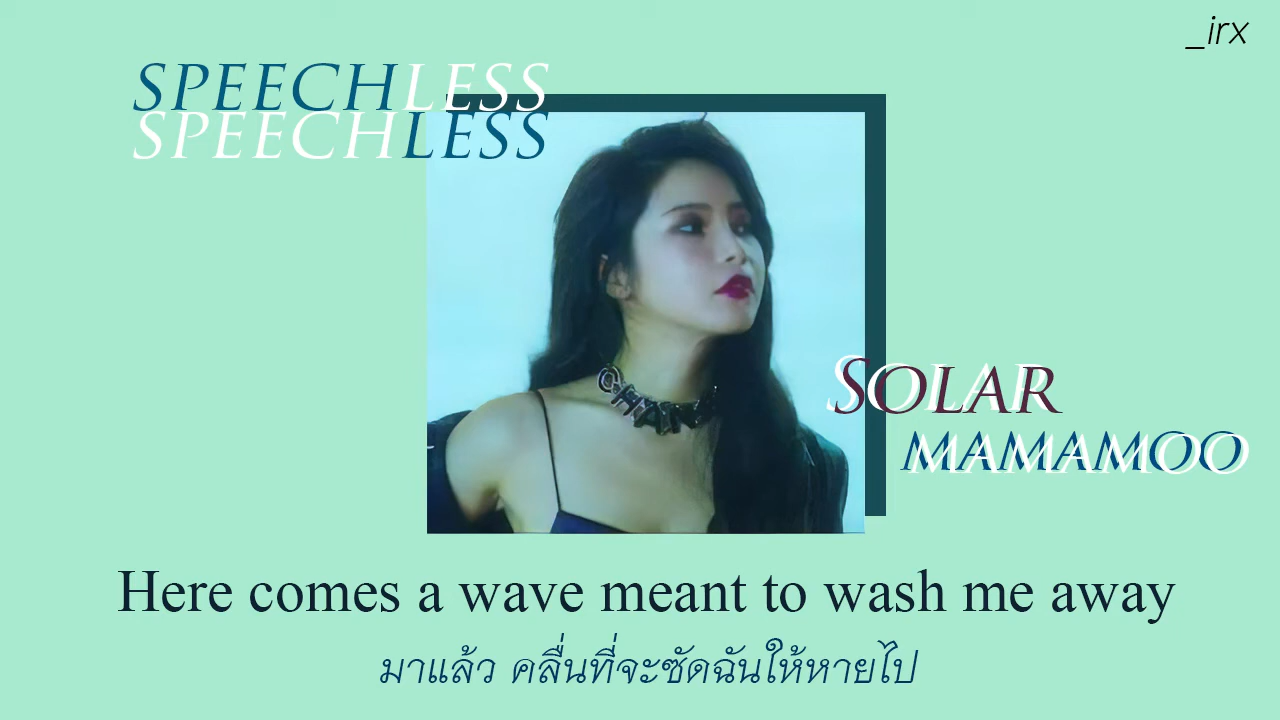 _irx
SPEECHLESS
SPEECHLESS
CHAN
SOLAR
MAMAMOO
Here comes a wave meant to wash me away
มาแล้ว คลื่นที่จะซัดฉันให้หายไป